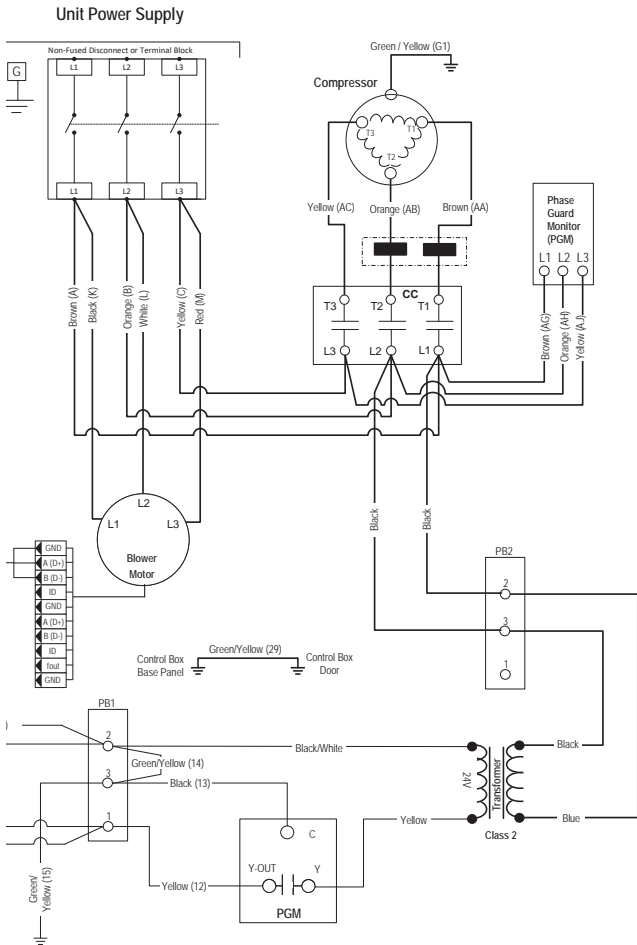 Unit Power Supply
Non-Fused Disconnect or Terminal Block
G
L1 L2 L3
L1 L2 L3
Brown (A)
Black (K)
Orange (B)
White (L)
Yellow (C)
Red (M)
Green / Yellow (G1)
Compressor
T3 T1
T2
Yellow (AC)
Orange (AB)
Brown (AA)
CC
T3 T2 T1
L3 L2 L1
Phase
Guard
Monitor
(PGM)
L1 L2 L3
Brown (AG)
Orange (AH)
Yellow (AJ)
L2
L1 L3
Blower
Motor
GND
A (D+)
B (D-)
ID
GND
A (D+)
B (D-)
ID
fout
GND
Black
Black
PB2
2
3
1
Control Box
Base Panel
Green/Yellow (29)
Control Box
Door
)
PB1
2
3
1
Black/White
Green/Yellow (14)
Black (13)
Yellow (12)
Green/
Yellow (15)
C
Y-OUT Y
PGM
Yellow
24V
Transformer
Class 2
Black
Blue